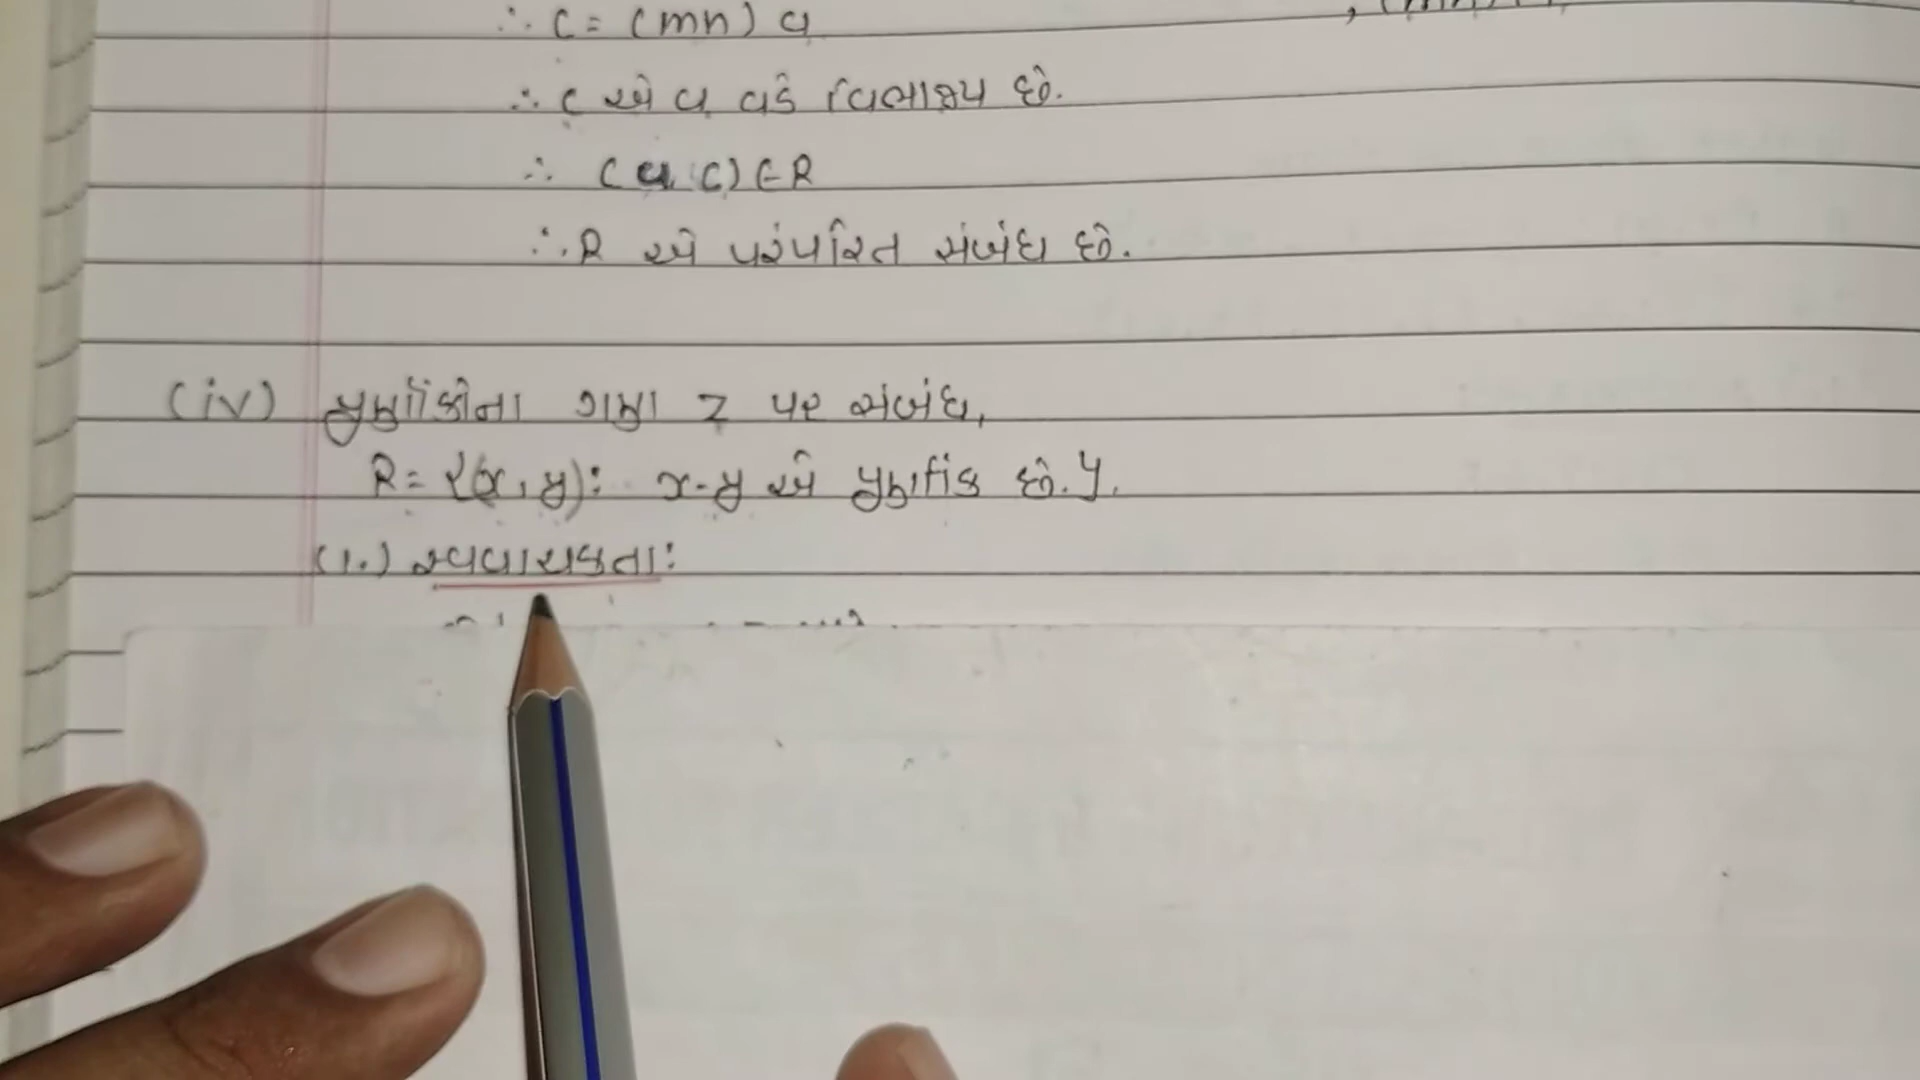 ∴ C = (mn) a
∴ C એ a વડે વિભાજ્ય છે.
∴ (a, c) ∈ R
∴ R એ પરંપરિત સંબંધ છે.
(iv) પૂર્ણાંકોના ગણ Z પર સંબંધ,
R = {(x, y): x-y એ પૂર્ણાંક છે.}.
(1.) સ્વવાચકતા: